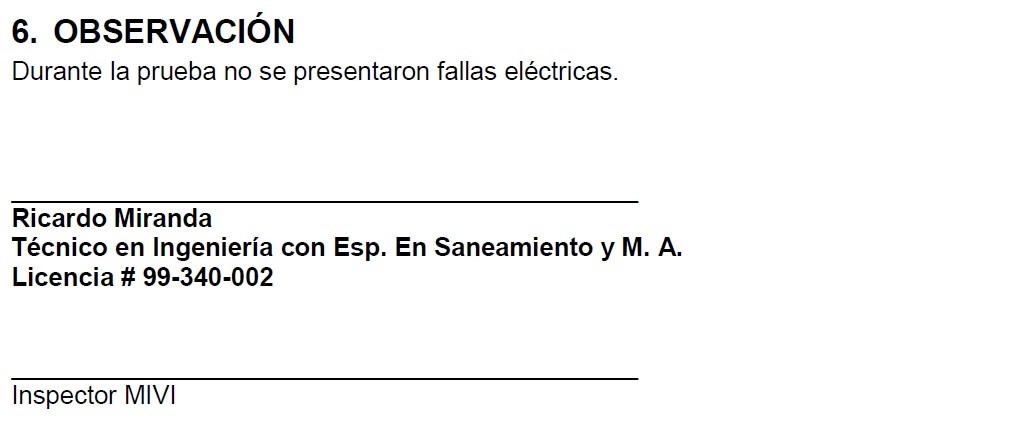 6. OBSERVACIÓN
Durante la prueba no se presentaron fallas eléctricas.
Ricardo Miranda
Técnico en Ingeniería con Esp. En Saneamiento y M. A.
Licencia # 99-340-002
Inspector MIVI